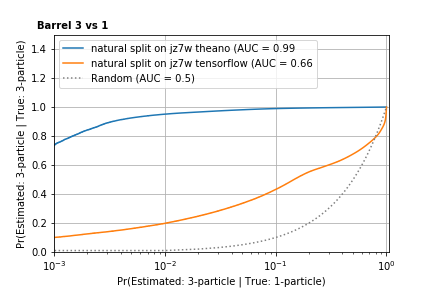 Barrel 3 vs 1
Pr(Estimated: 3-particle | True: 3-particle)
1.4
1.2
1.0
0.8
0.6
0.4
0.2
0.0
natural split on jz7w theano (AUC = 0.99
natural split on jz7w tensorflow (AUC = 0.66
Random (AUC = 0.5)
10⁻³
10⁻²
10⁻¹
10⁰
Pr(Estimated: 3-particle | True: 1-particle)